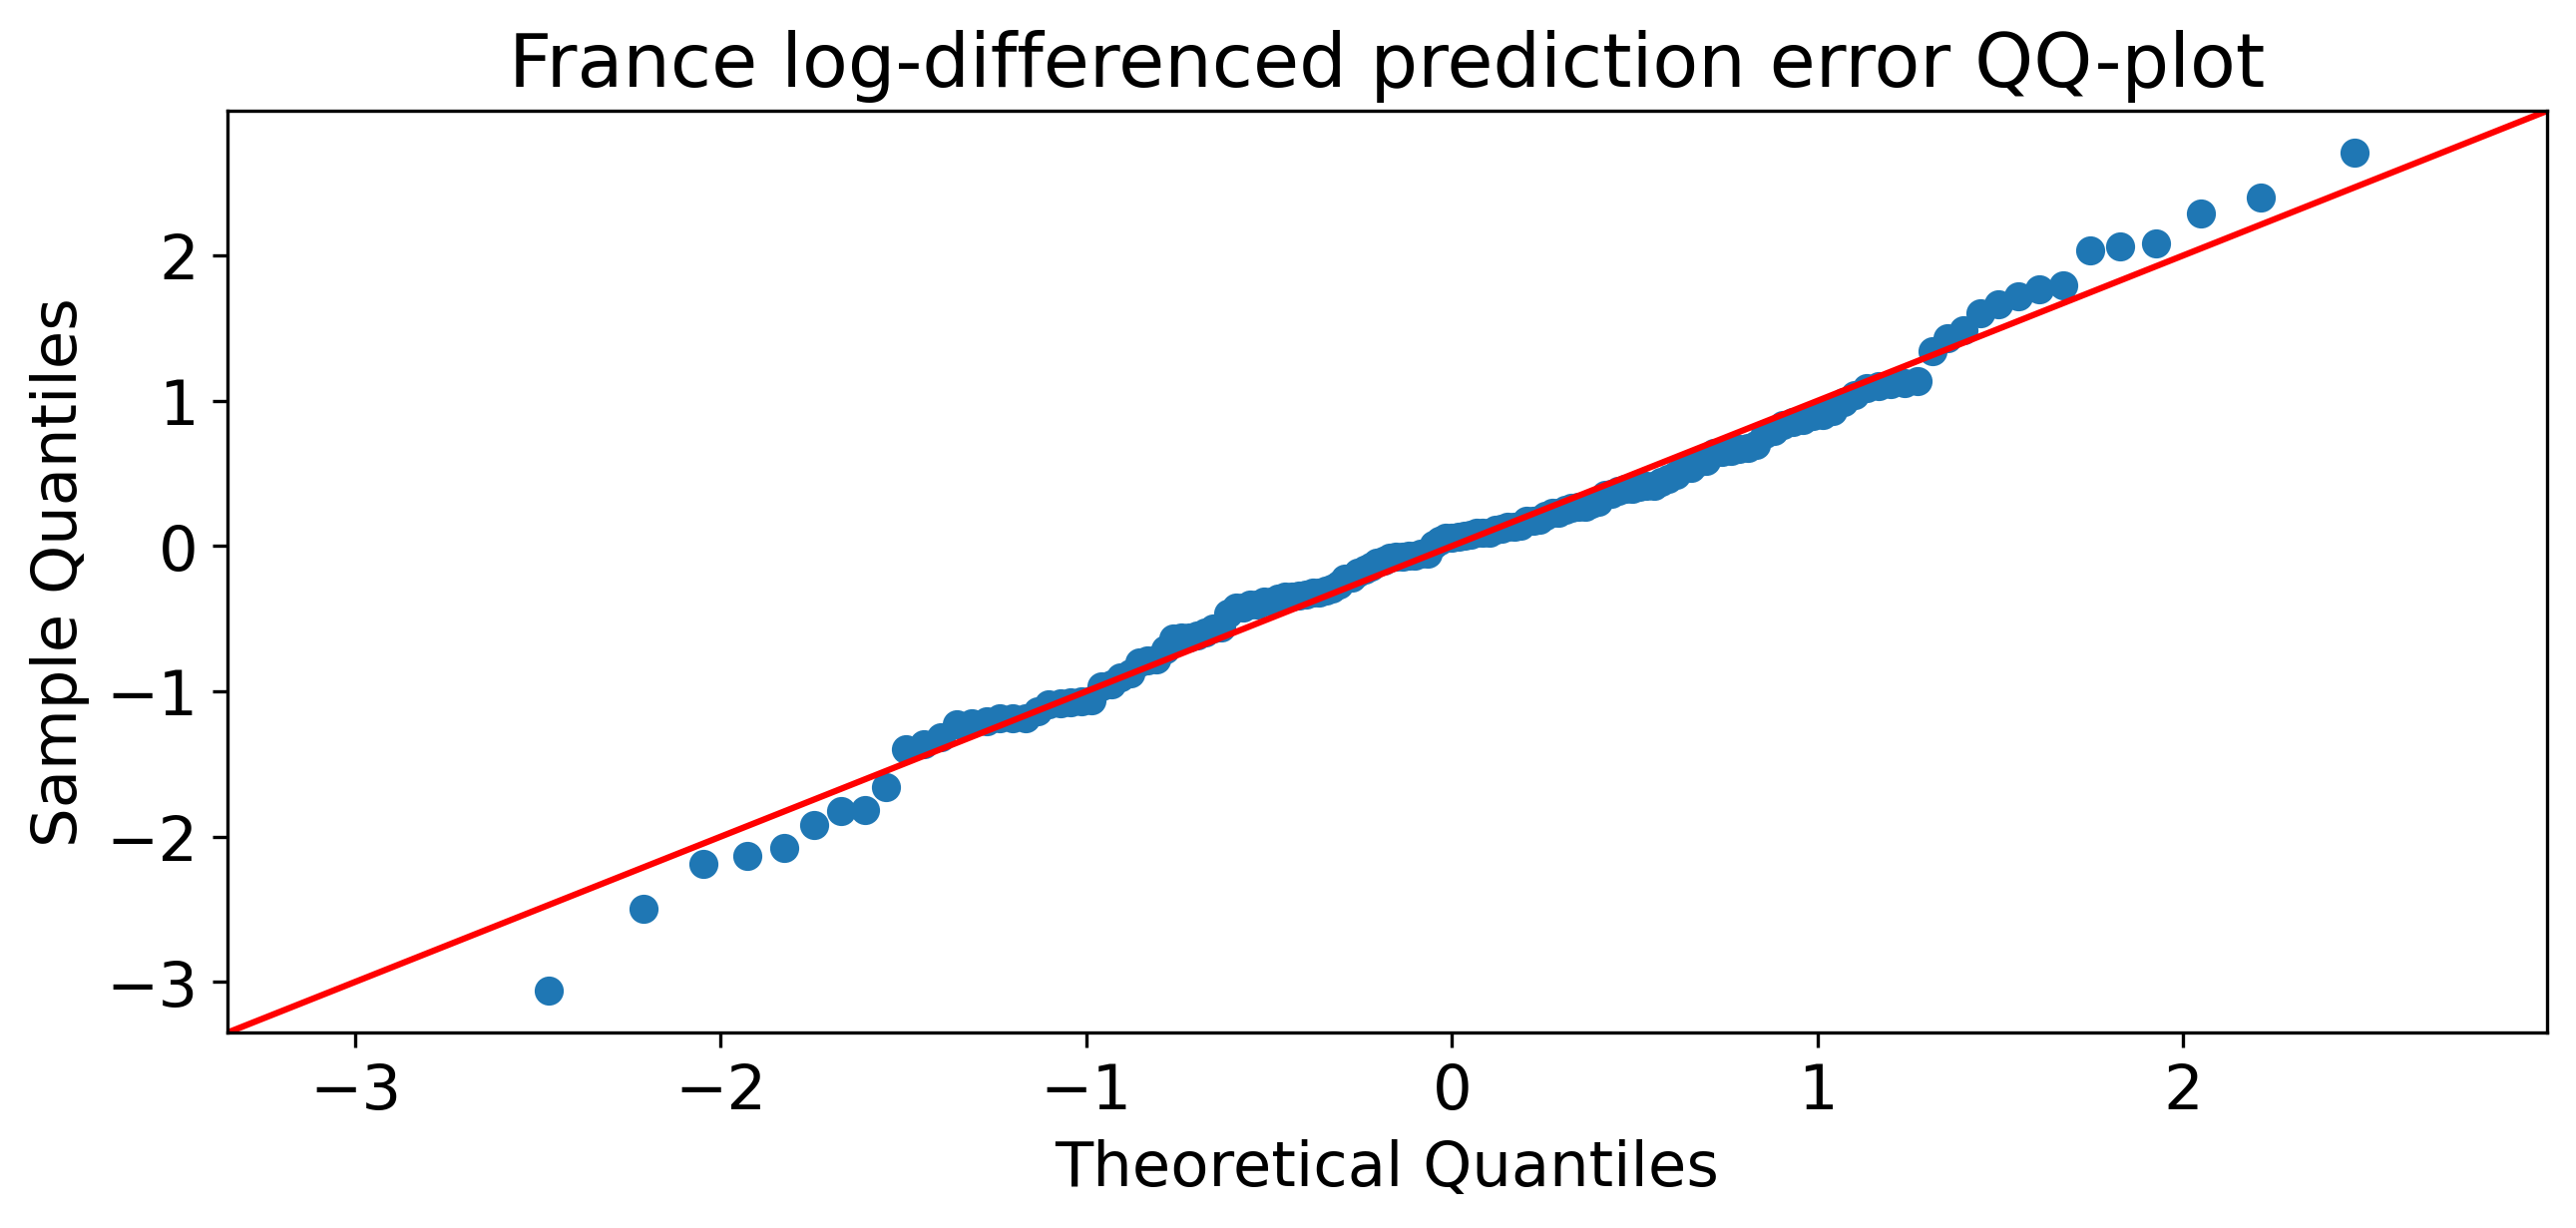 France log-differenced prediction error QQ-plot
Sample Quantiles
2
1
0
−1
−2
−3
−3 −2 −1 0 1 2
Theoretical Quantiles